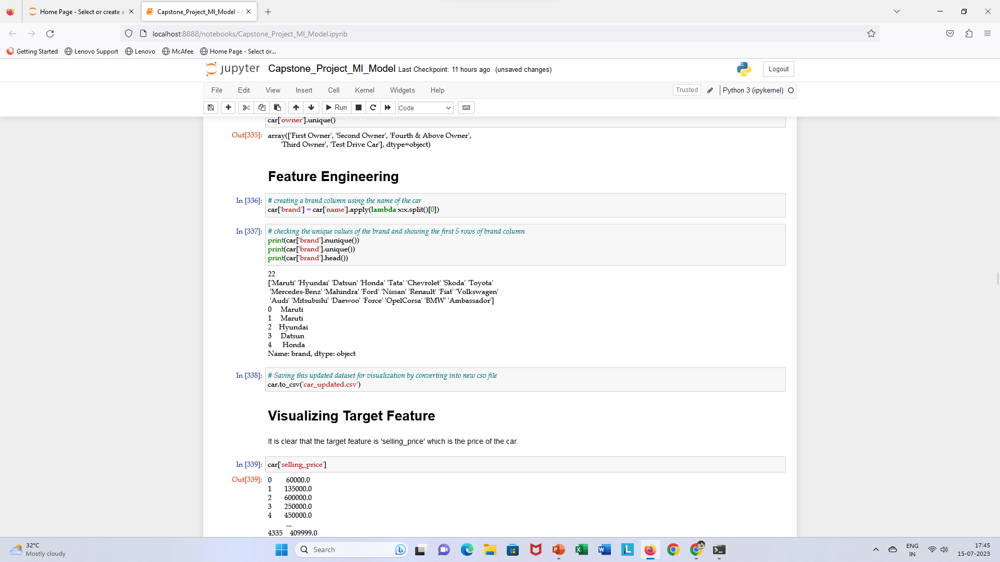 Home Page - Select or create a
Capstone_Project_Ml_Model - J
localhost:8888/notebooks/Capstone_Project_Ml_Model.ipynb
Getting Started Lenovo Support Lenovo McAfee Home Page - Select or...
jupyter Capstone_Project_Ml_Model Last Checkpoint: 11 hours ago (unsaved changes) Logout
File Edit View Insert Cell Kernel Widgets Help Trusted Python 3 (ipykernel)
Run Code
car['owner'].unique()
Out[335]: array(['First Owner', 'Second Owner', 'Fourth & Above Owner',
'Third Owner', 'Test Drive Car'], dtype=object)
Feature Engineering
In [336]: # creating a brand column using the name of the car
car['brand'] = car['name'].apply(lambda x:x.split()[0])
In [337]: # checking the unique values of the brand and showing the first 5 rows of brand column
print(car['brand'].nunique())
print(car['brand'].unique())
print(car['brand'].head())
22
['Maruti' 'Hyundai' 'Datsun' 'Honda' 'Tata' 'Chevrolet' 'Skoda' 'Toyota'
'Mercedes-Benz' 'Mahindra' 'Ford' 'Nissan' 'Renault' 'Fiat' 'Volkswagen'
'Audi' 'Mitsubishi' 'Daewoo' 'Force' 'OpelCorsa' 'BMW' 'Ambassador']
0 Maruti
1 Maruti
2 Hyundai
3 Datsun
4 Honda
Name: brand, dtype: object
In [338]: # Saving this updated dataset for visualization by converting into new csv file
car.to_csv('car_updated.csv')
Visualizing Target Feature
It is clear that the target feature is 'selling_price' which is the price of the car.
In [339]: car['selling_price']
Out[339]: 0 60000.0
1 135000.0
2 600000.0
3 250000.0
4 450000.0
...
4335 409999.0
32°C
Mostly cloudy
Search
ENG
IN
17:45
15-07-2023